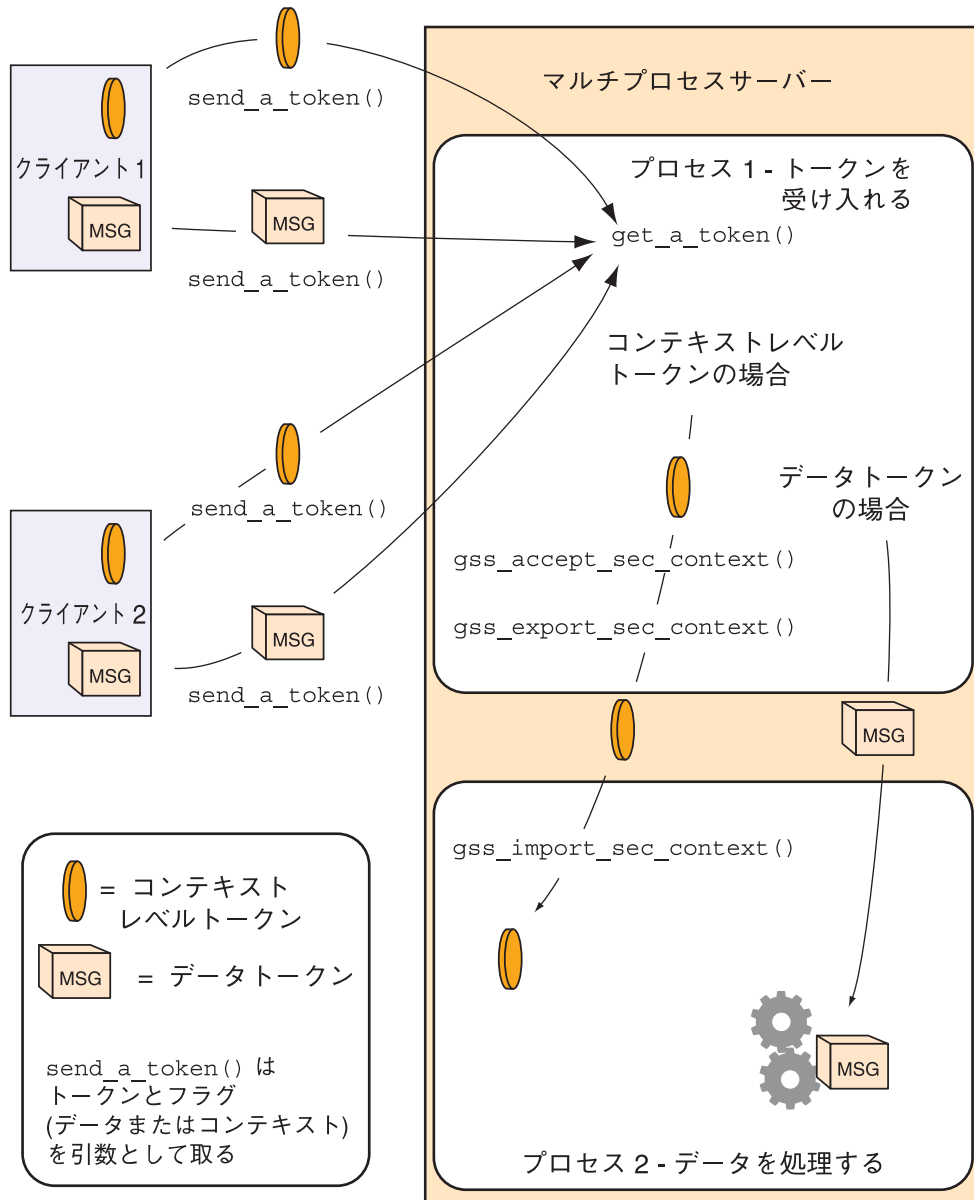 send_a_token()
クライアント 1
MSG
MSG
send_a_token()
send_a_token()
クライアント 2
MSG
MSG
send_a_token()
マルチプロセスサーバー
プロセス 1 - トークンを
受け入れる
get_a_token()
コンテキストレベル
トークンの場合
データトークン
の場合
gss_accept_sec_context()
gss_export_sec_context()
MSG
gss_import_sec_context()
MSG
プロセス 2 - データを処理する
= コンテキスト
レベルトークン
MSG
= データトークン
send_a_token() は
トークンとフラグ
(データまたはコンテキスト)
を引数として取る